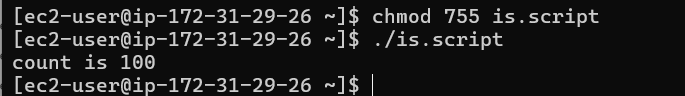 [ec2-user@ip-172-31-29-26 ~]$ chmod 755 is.script
[ec2-user@ip-172-31-29-26 ~]$ ./is.script
count is 100
[ec2-user@ip-172-31-29-26 ~]$